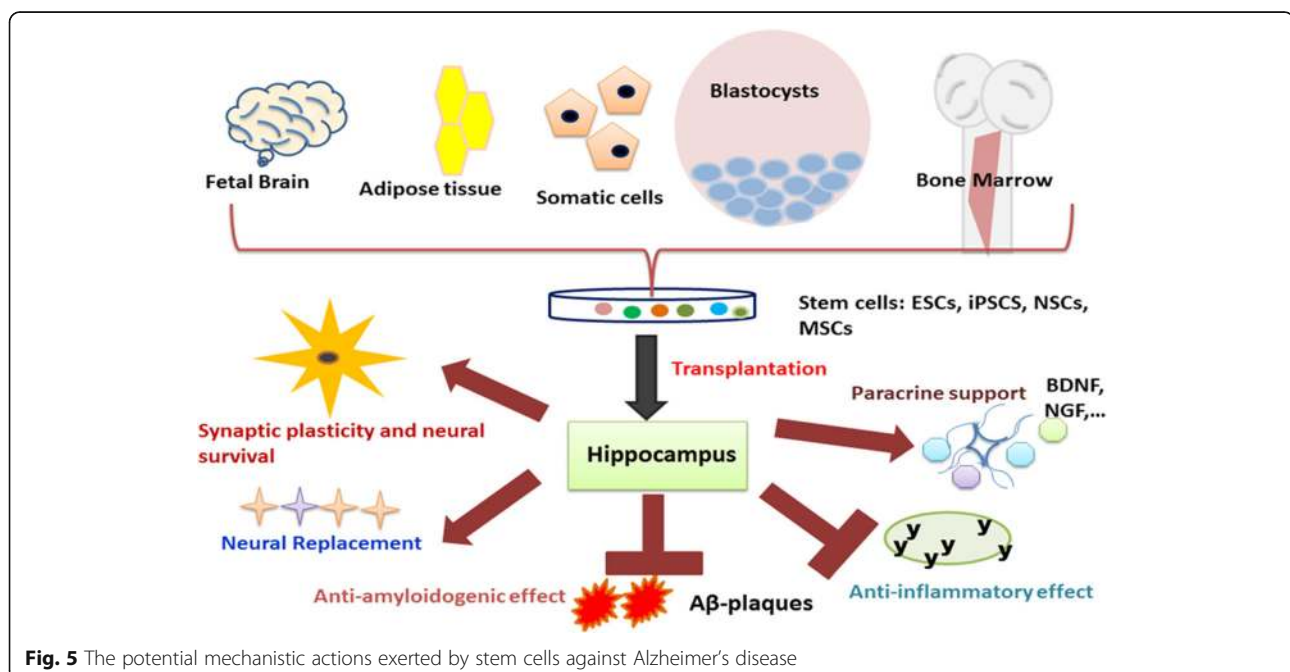 Fetal Brain
Adipose tissue
Somatic cells
Blastocysts
Bone Marrow
Stem cells: ESCs, iPSCS, NSCs,
MSCs
Transplantation
Paracrine support
BDNF,
NGF,...
Synaptic plasticity and neural
survival
Hippocampus
Neural Replacement
y y y y y y
Anti-amyloidogenic effect
Aβ-plaques
Anti-inflammatory effect
Fig. 5 The potential mechanistic actions exerted by stem cells against Alzheimer's disease